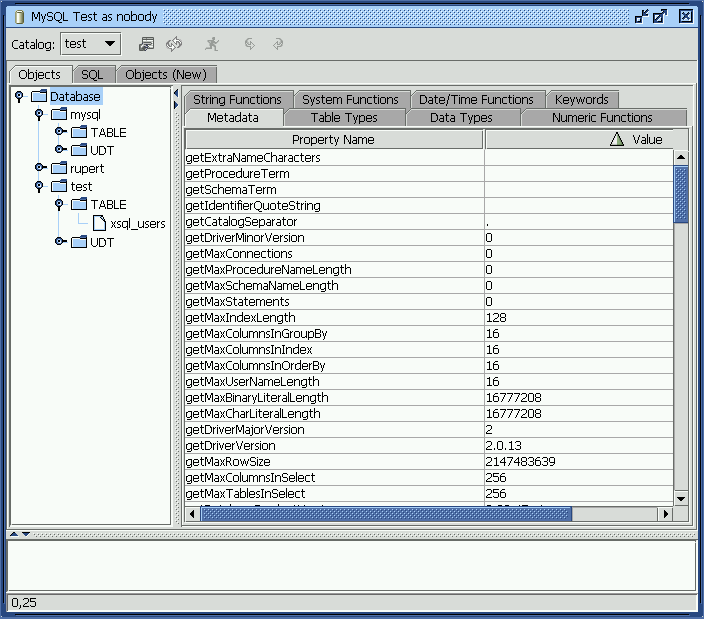 MySQL Test as nobody
Catalog: test
Objects SQL Objects (New)
Database
mysql
TABLE
UDT
rupert
test
TABLE
xsql_users
UDT
String Functions System Functions Date/Time Functions Keywords
Metadata Table Types Data Types Numeric Functions
Property Name Value
getExtraNameCharacters
getProcedureTerm
getSchemaTerm
getIdentifierQuoteString
getCatalogSeparator .
getDriverMinorVersion 0
getMaxConnections 0
getMaxProcedureNameLength 0
getMaxSchemaNameLength 0
getMaxStatements 0
getMaxIndexLength 128
getMaxColumnsInGroupBy 16
getMaxColumnsInIndex 16
getMaxColumnsInOrderBy 16
getMaxUserNameLength 16
getMaxBinaryLiteralLength 16777208
getMaxCharLiteralLength 16777208
getDriverMajorVersion 2
getDriverVersion 2.0.13
getMaxRowSize 2147483639
getMaxColumnsInSelect 256
getMaxTablesInSelect 256
0,25